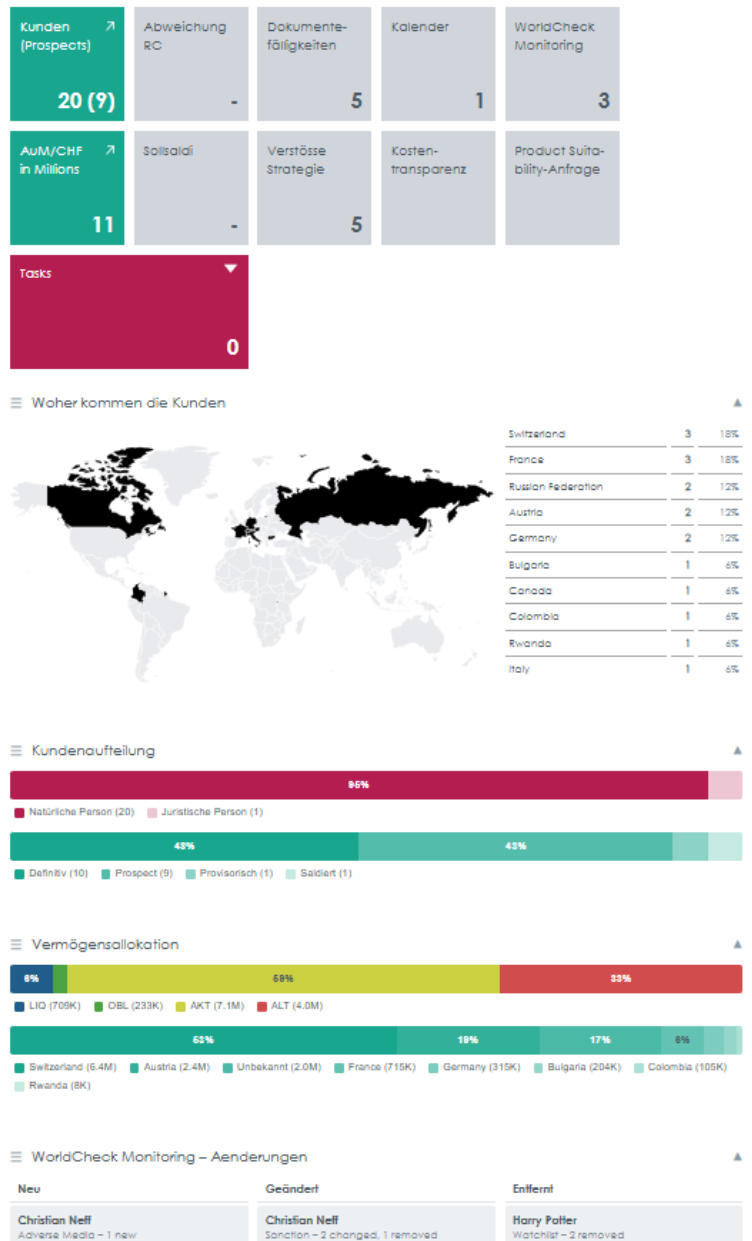 Kunden
(Prospects)
20 (9)
Abweichung
RC
-
Dokumente-
fälligkeiten
5
Kalender
1
WorldCheck
Monitoring
3
AuM/CHF
in Millions
11
Sollsaldi
-
Verstösse
Strategie
5
Kosten-
transparenz
Product Suita-
bility-Anfrage
Tasks
0
Woher kommen die Kunden
Switzerland 3 18%
France 3 18%
Russian Federation 2 12%
Austria 2 12%
Germany 2 12%
Bulgaria 1 6%
Canada 1 6%
Colombia 1 6%
Rwanda 1 6%
Italy 1 6%
Kundenaufteilung
95%
Natürliche Person (20) Juristische Person (1)
48% 43%
Definitiv (10) Prospect (9) Provisorisch (1) Saldiert (1)
Vermögensallokation
6% 59% 33%
LIQ (709K) OBL (233K) AKT (7.1M) ALT (4.0M)
53% 19% 17% 6%
Switzerland (6.4M) Austria (2.4M) Unbekannt (2.0M) France (715K) Germany (315K) Bulgaria (204K) Colombia (105K)
Rwanda (8K)
WorldCheck Monitoring – Aenderungen
Neu Geändert Entfernt
Christian Neff Christian Neff Harry Potter
Adverse Media – 1 new Sanction – 2 changed, 1 removed Watchlist – 2 removed